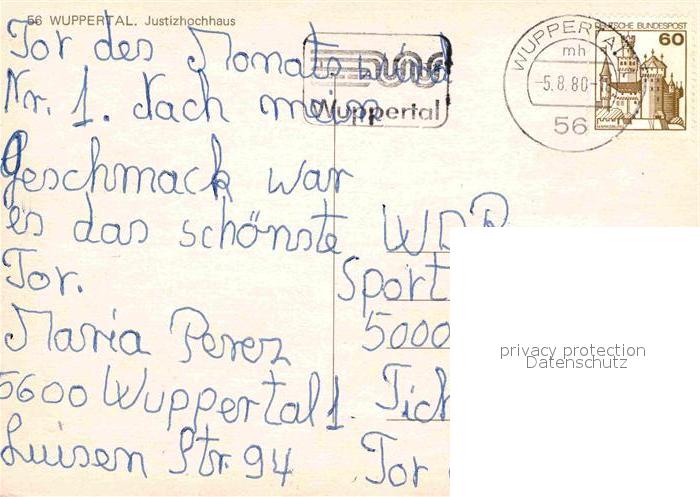 56 WUPPERTAL. Justizhochhaus
Tor des Monats wird
Nr. 1. Nach meim
geschmack war
es das schönste
Tor.
Maria Perez
5600 Wuppertal 1.
Luisen Str. 94
WDR
Sport
5000
Tor
Wuppertal
WUPPERTAL
mh
-5.8.80-
56
DEUTSCHE BUNDESPOST
60
privacy protection
Datenschutz